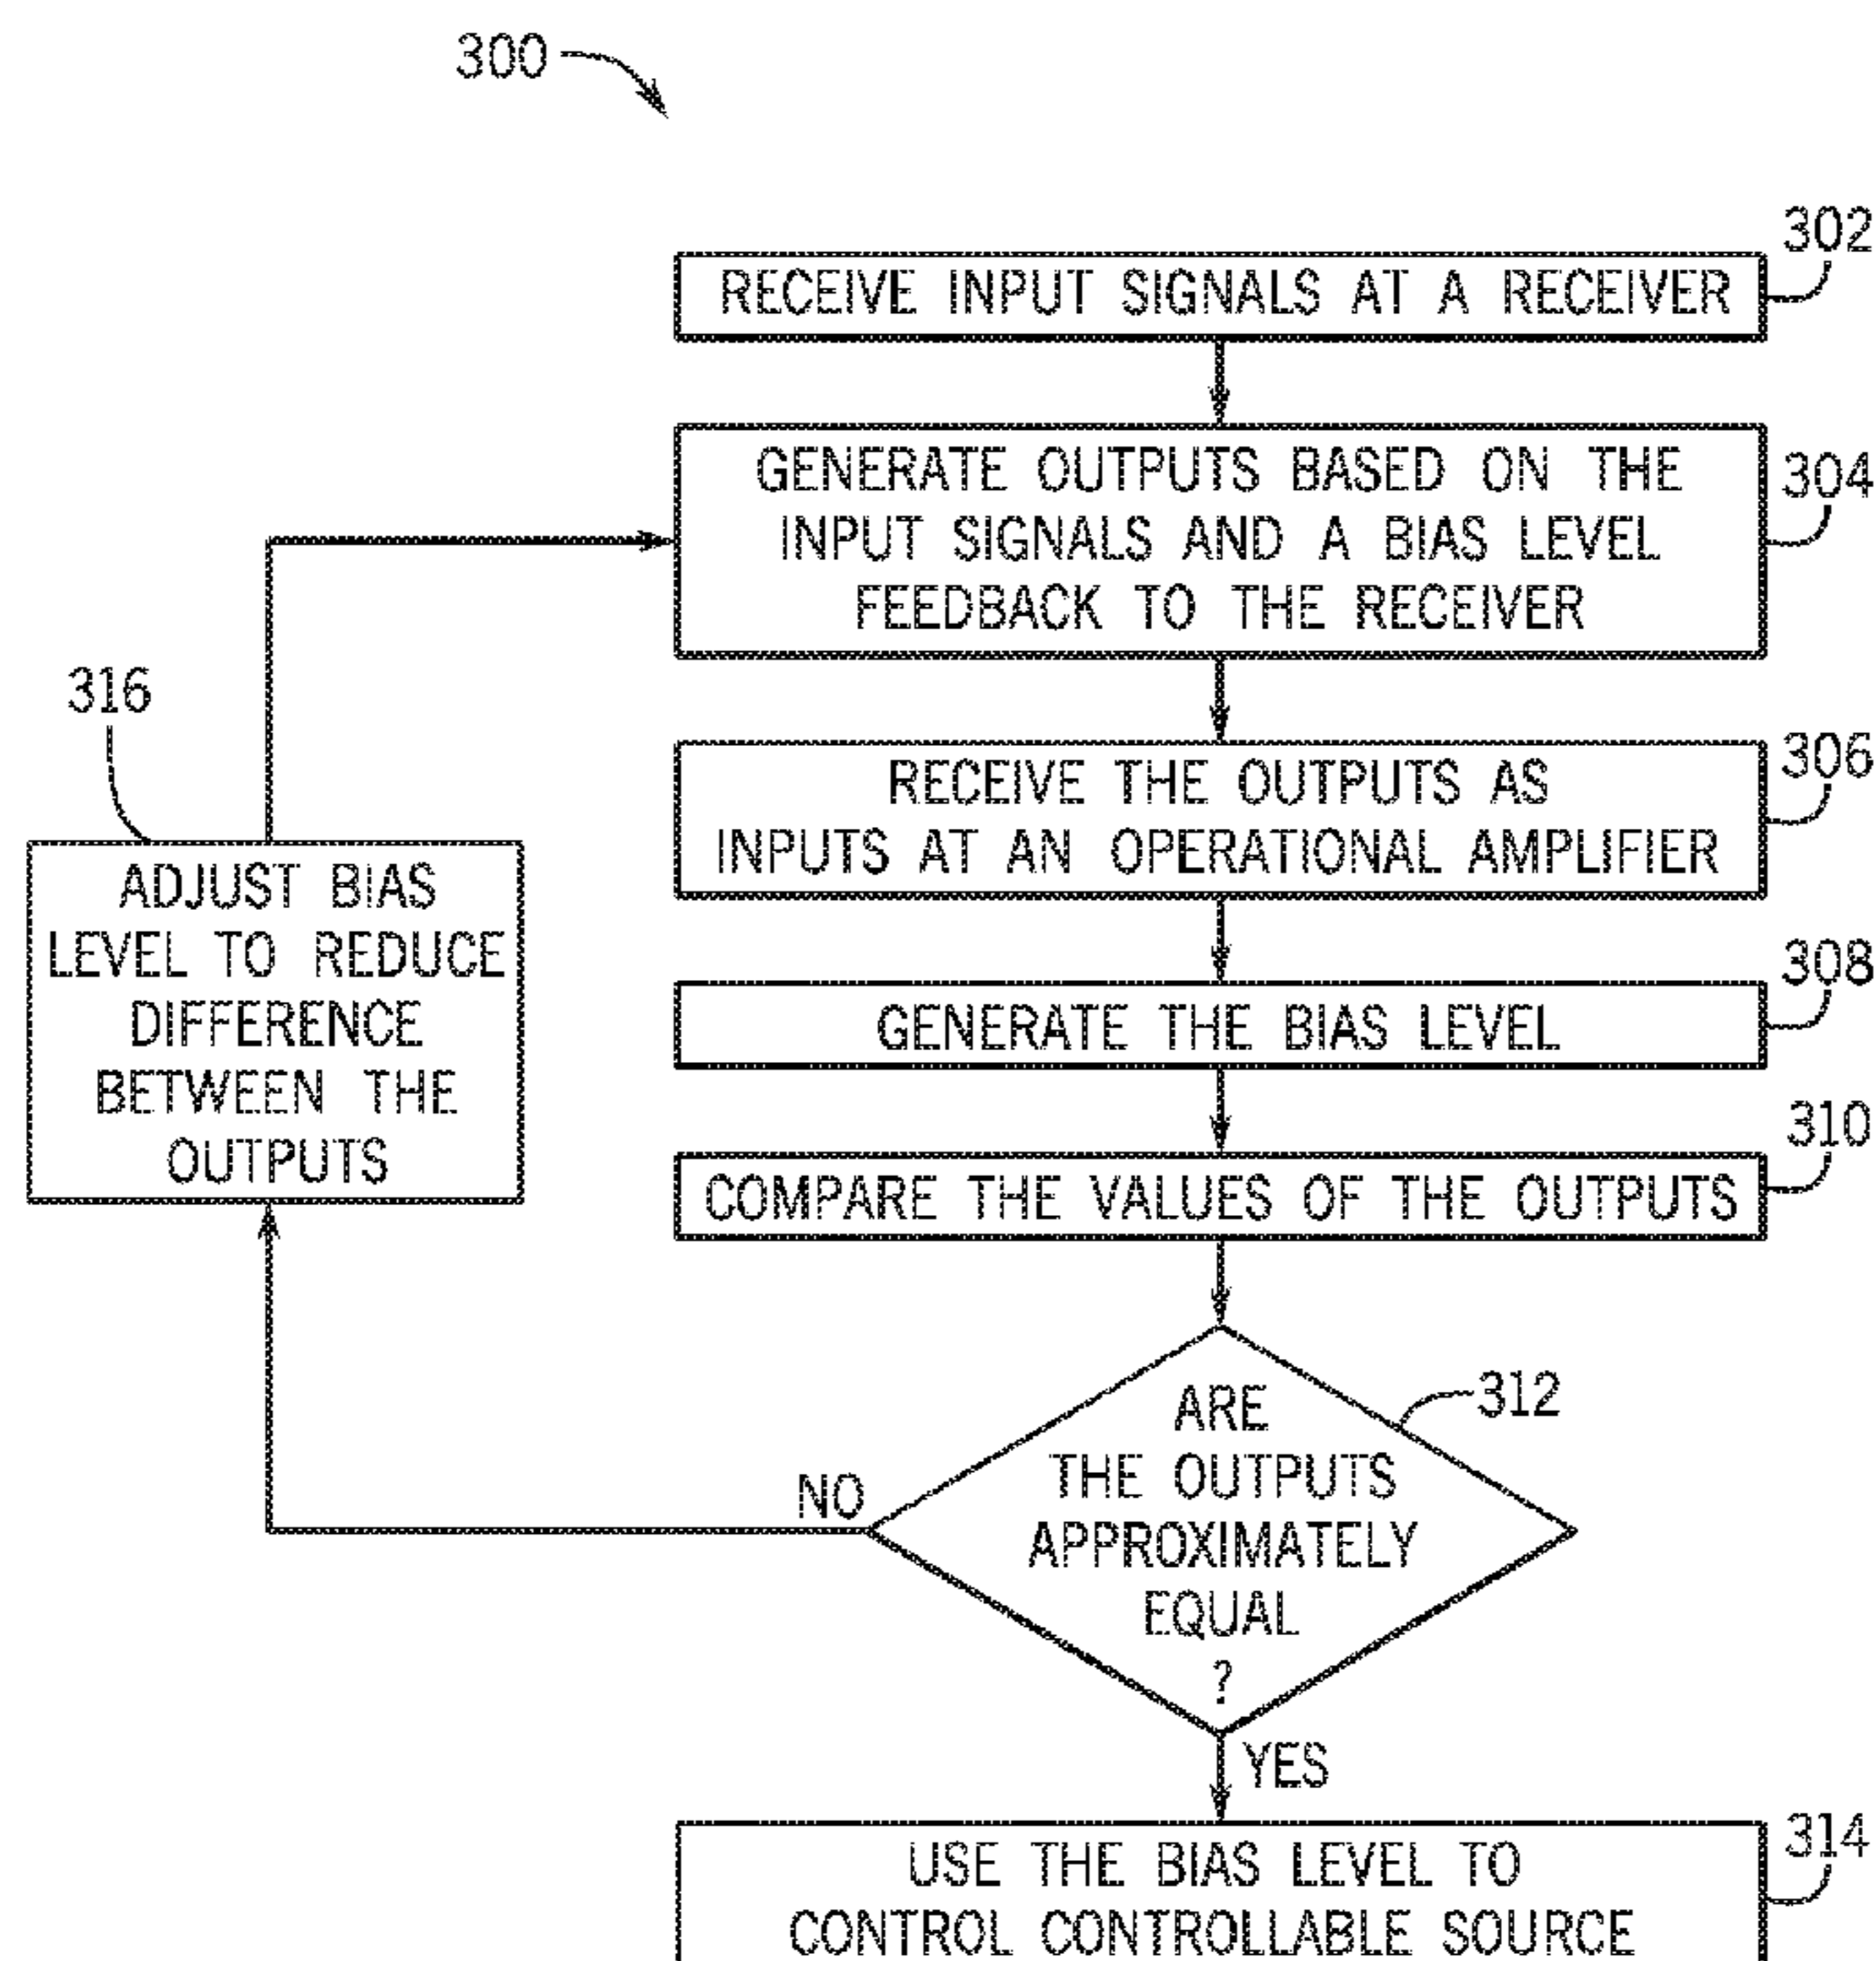 300
302
RECEIVE INPUT SIGNALS AT A RECEIVER
304
GENERATE OUTPUTS BASED ON THE
INPUT SIGNALS AND A BIAS LEVEL
FEEDBACK TO THE RECEIVER
306
RECEIVE THE OUTPUTS AS
INPUTS AT AN OPERATIONAL AMPLIFIER
308
GENERATE THE BIAS LEVEL
310
COMPARE THE VALUES OF THE OUTPUTS
312
ARE
THE OUTPUTS
APPROXIMATELY
EQUAL
?
NO
YES
316
ADJUST BIAS
LEVEL TO REDUCE
DIFFERENCE
BETWEEN THE
OUTPUTS
314
USE THE BIAS LEVEL TO
CONTROL CONTROLLABLE SOURCE